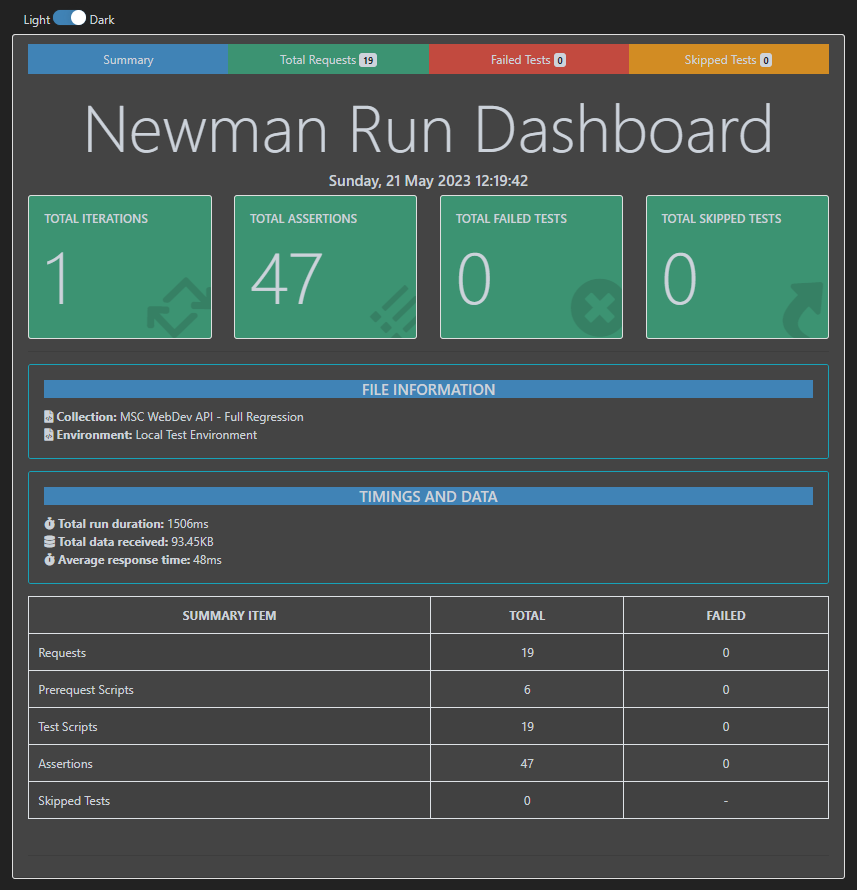 Light Dark
Summary Total Requests 19 Failed Tests 0 Skipped Tests 0
Newman Run Dashboard
Sunday, 21 May 2023 12:19:42
TOTAL ITERATIONS TOTAL ASSERTIONS TOTAL FAILED TESTS TOTAL SKIPPED TESTS
1 47 0 0
FILE INFORMATION
Collection: MSC WebDev API - Full Regression
Environment: Local Test Environment
TIMINGS AND DATA
Total run duration: 1506ms
Total data received: 93.45KB
Average response time: 48ms
SUMMARY ITEM TOTAL FAILED
Requests 19 0
Prerequest Scripts 6 0
Test Scripts 19 0
Assertions 47 0
Skipped Tests 0 -